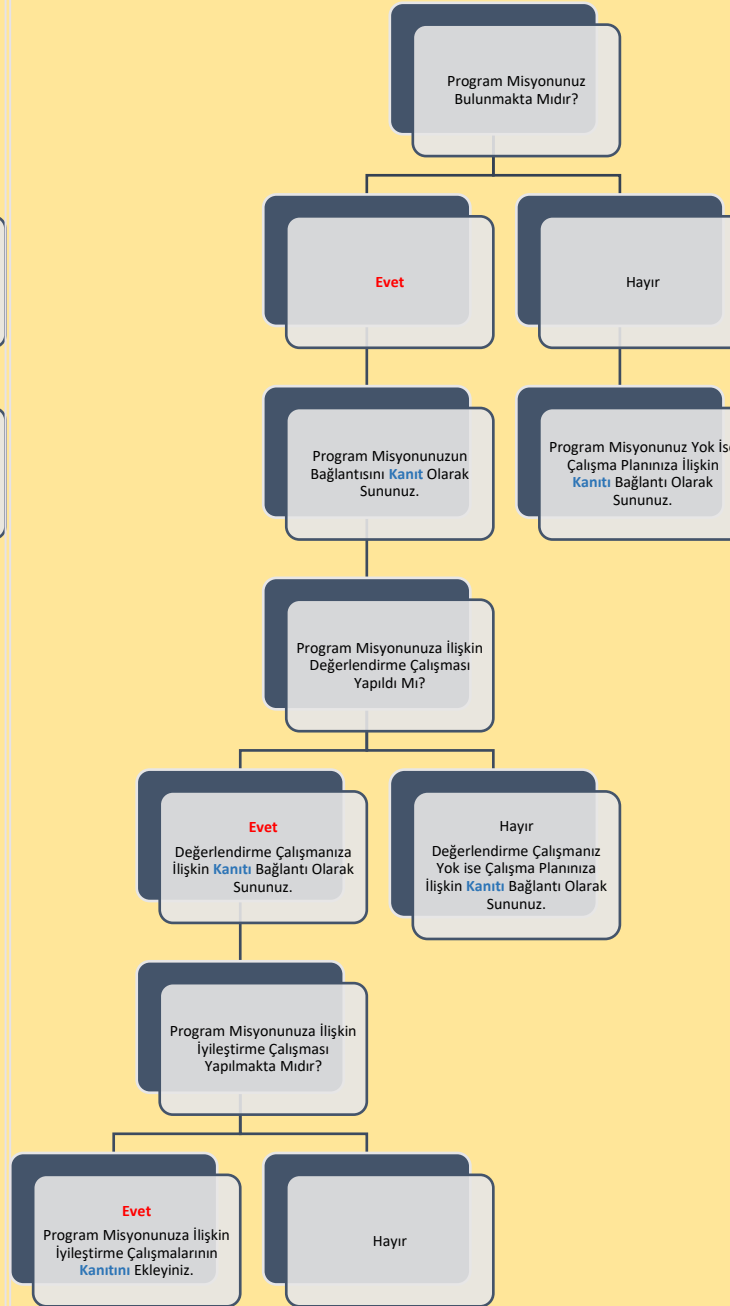 Program Misyonunuz
Bulunmakta Mıdır?
Evet
Hayır
Program Misyonunuzun
Bağlantısını Kanıt Olarak
Sununuz.
Program Misyonunuz Yok İse
Çalışma Planınıza İlişkin
Kanıtı Bağlantı Olarak
Sununuz.
Program Misyonunuza İlişkin
Değerlendirme Çalışması
Yapıldı Mı?
Evet
Değerlendirme Çalışmanıza
İlişkin Kanıtı Bağlantı Olarak
Sununuz.
Hayır
Değerlendirme Çalışmanız
Yok ise Çalışma Planınıza
İlişkin Kanıtı Bağlantı Olarak
Sununuz.
Program Misyonunuza İlişkin
İyileştirme Çalışması
Yapılmakta Mıdır?
Evet
Program Misyonunuza İlişkin
İyileştirme Çalışmalarının
Kanıtını Ekleyiniz.
Hayır